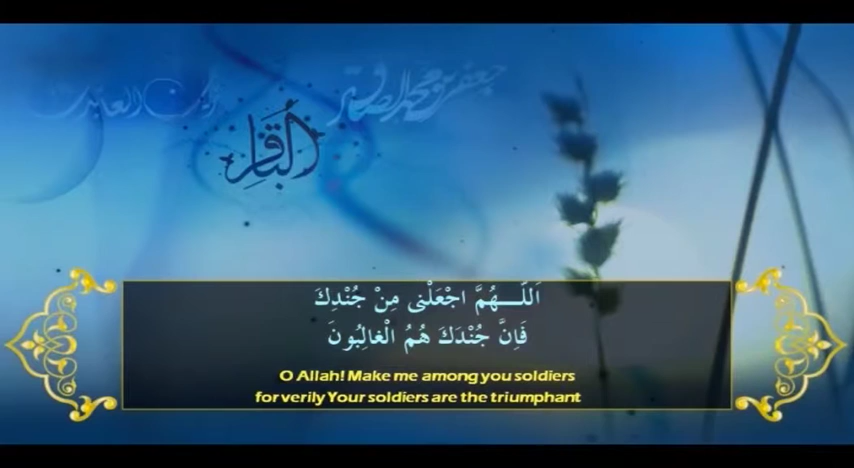 زين العابدين
جعفر بن محمد الصادق
الباقر
اَللّـــهُمَّ اجْعَلْنى مِنْ جُنْدِكَ
فَاِنَّ جُنْدَكَ هُمُ الْغالِبُونَ
O Allah! Make me among you soldiers
for verily Your soldiers are the triumphant